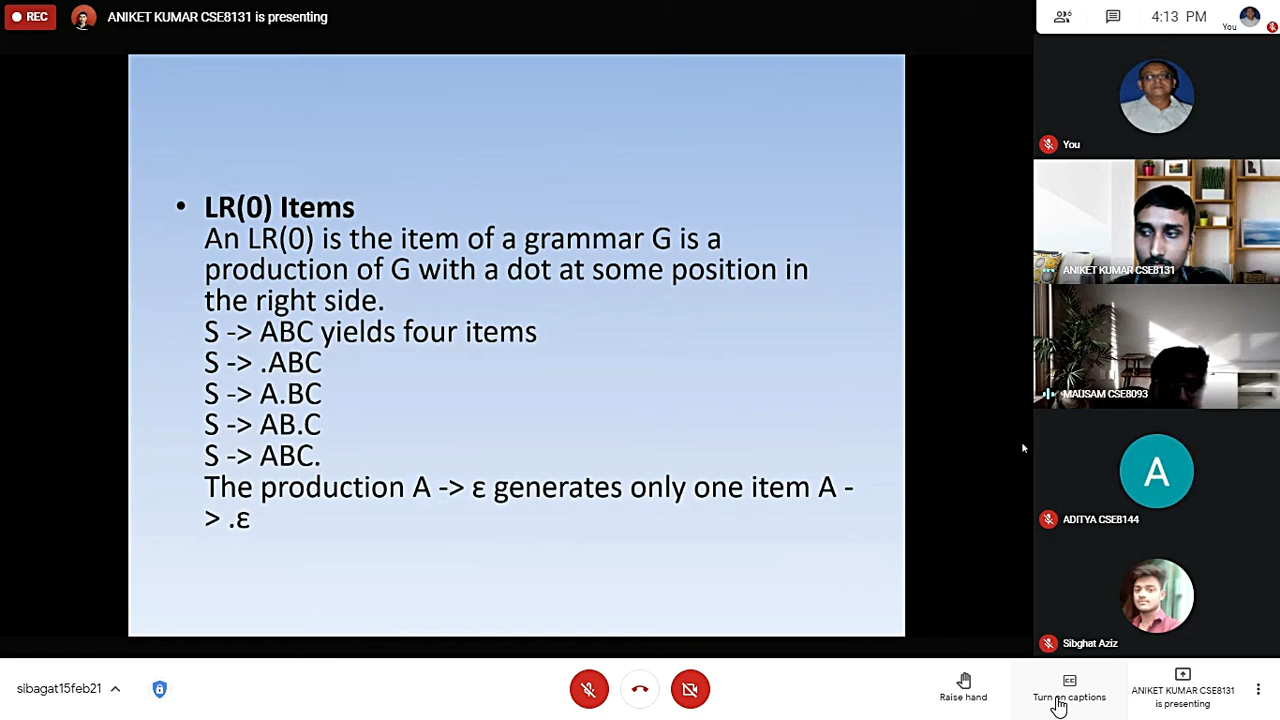 REC
ANIKET KUMAR CSE8131 is presenting
6
4:13 PM
You
You
ANIKET KUMAR CSE8131
MAUSAM CSE8093
A
ADITYA CSE8144
Sibghat Aziz
• LR(0) Items
An LR(0) is the item of a grammar G is a
production of G with a dot at some position in
the right side.
S -> ABC yields four items
S -> .ABC
S -> A.BC
S -> AB.C
S -> ABC.
The production A -> ε generates only one item A -
> .ε
sibagat15feb21
Raise hand
Turn on captions
ANIKET KUMAR CSE8131
is presenting